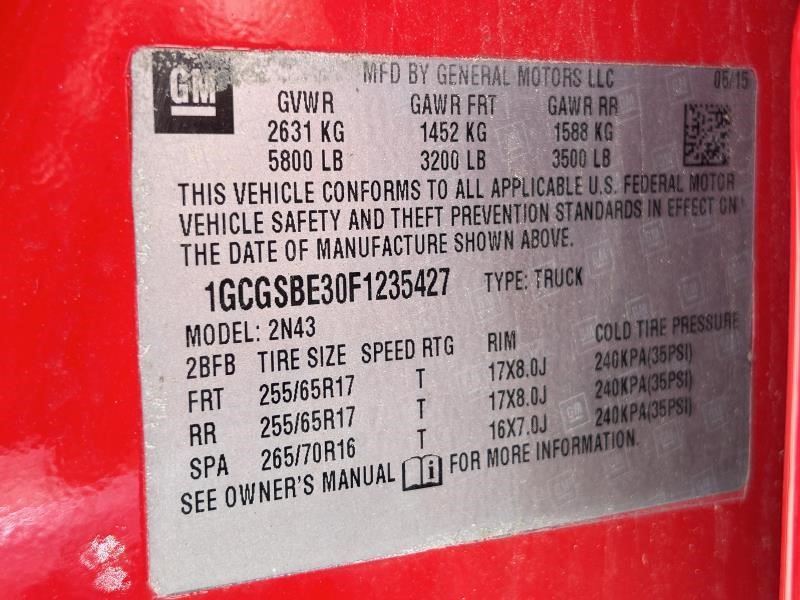 GM
MFD BY GENERAL MOTORS LLC 05/15
GVWR GAWR FRT GAWR RR
2631 KG 1452 KG 1588 KG
5800 LB 3200 LB 3500 LB
THIS VEHICLE CONFORMS TO ALL APPLICABLE U.S. FEDERAL MOTOR
VEHICLE SAFETY AND THEFT PREVENTION STANDARDS IN EFFECT ON
THE DATE OF MANUFACTURE SHOWN ABOVE.
1GCGSBE30F1235427 TYPE: TRUCK
MODEL: 2N43
2BFB TIRE SIZE SPEED RTG RIM COLD TIRE PRESSURE
FRT 255/65R17 T 17X8.0J 240KPA(35PSI)
RR 255/65R17 T 17X8.0J 240KPA(35PSI)
SPA 265/70R16 T 16X7.0J 240KPA(35PSI)
SEE OWNER'S MANUAL i FOR MORE INFORMATION.